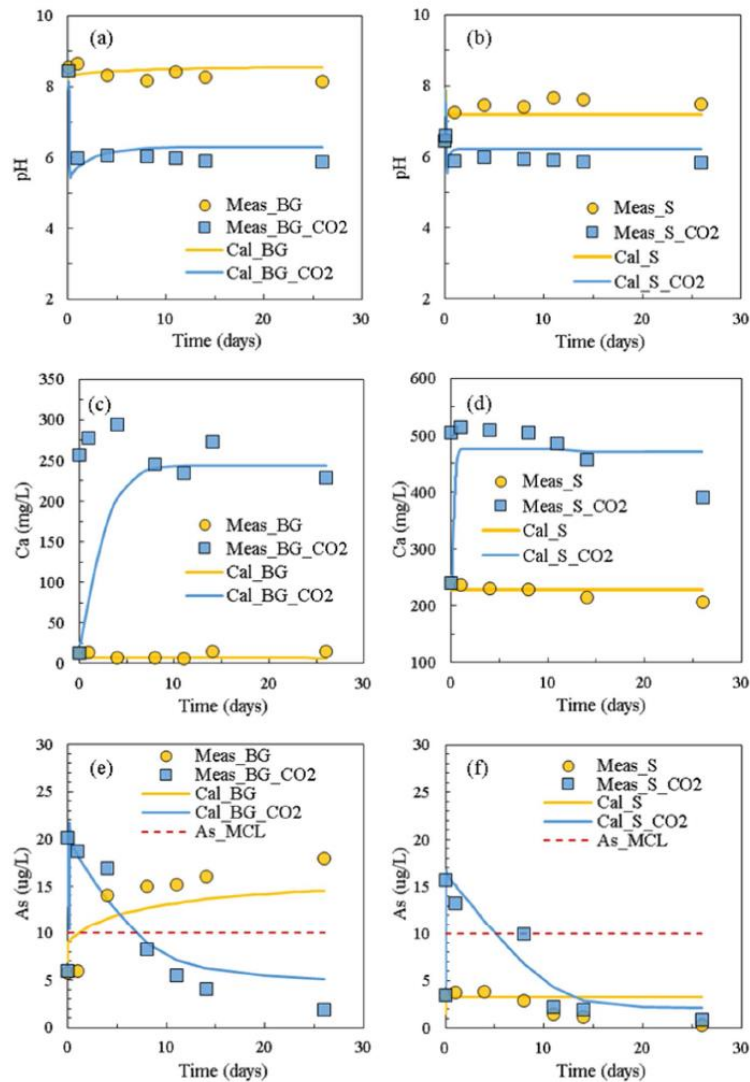 (a)
pH
10
8
6
4
2
Meas_BG
Meas_BG_CO2
Cal_BG
Cal_BG_CO2
0 10 20 30
Time (days)
(b)
pH
10
8
6
4
2
Meas_S
Meas_S_CO2
Cal_S
Cal_S_CO2
0 10 20 30
Time (days)
(c)
Ca (mg/L)
350
300
250
200
150
100
50
0
Meas_BG
Meas_BG_CO2
Cal_BG
Cal_BG_CO2
0 10 20 30
Time (days)
(d)
Ca (mg/L)
600
500
400
300
200
100
Meas_S
Meas_S_CO2
Cal_S
Cal_S_CO2
0 10 20 30
Time (days)
(e)
As (ug/L)
30
25
20
15
10
5
0
Meas_BG
Meas_BG_CO2
Cal_BG
Cal_BG_CO2
As_MCL
0 10 20 30
Time (days)
(f)
As (ug/L)
30
25
20
15
10
5
0
Meas_S
Meas_S_CO2
Cal_S
Cal_S_CO2
As_MCL
0 10 20 30
Time (days)